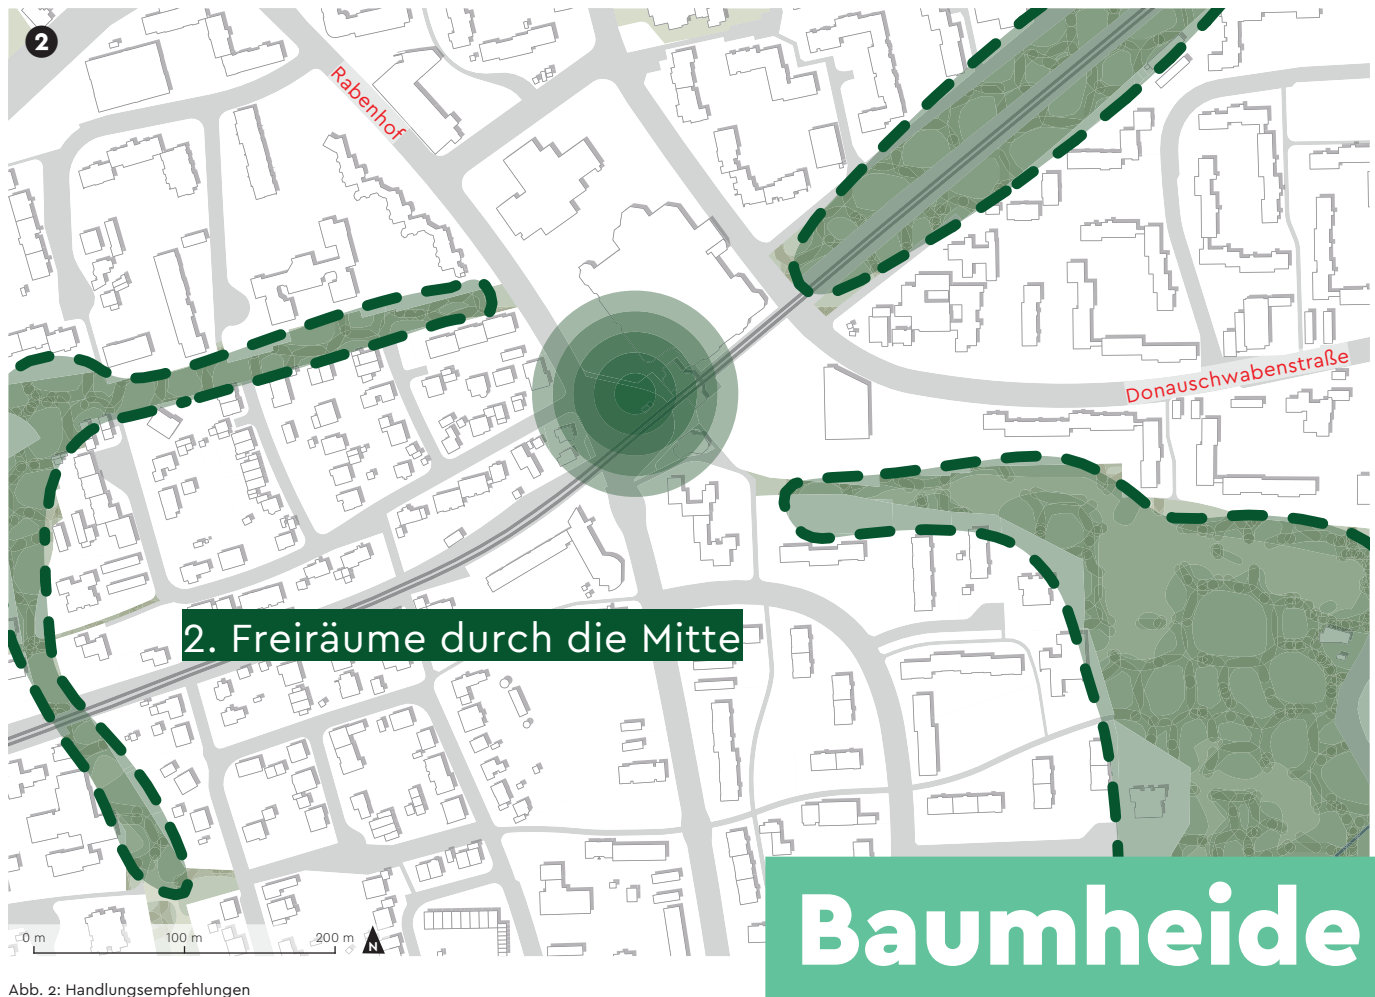 2
Rabenhof
Donauschwabenstraße
2. Freiräume durch die Mitte
0 m 100 m 200 m N
Baumheide
Abb. 2: Handlungsempfehlungen